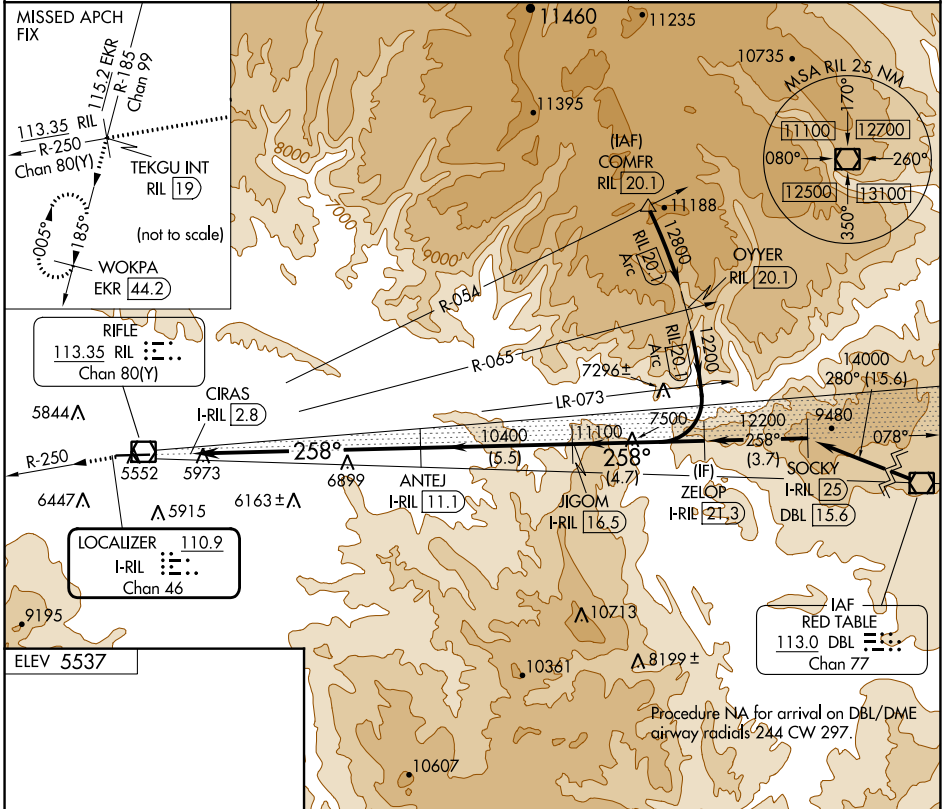 MISSED APCH
FIX
115.2 EKR
R-185
Chan 99
113.35 RIL
R-250
Chan 80(Y)
TEKGU INT
RIL 19
005°
185°
(not to scale)
WOKPA
EKR 44.2
11460
11235
10735
11395
8000
7000
9000
MSA RIL 25 NM
170°
11100
12700
080°
260°
12500
13100
350°
(IAF)
COMFR
RIL 20.1
11188
12800
RIL 20.1
Arc
OYYER
RIL 20.1
R-054
R-065
12200
RIL 20.1
Arc
RIFLE
113.35 RIL
Chan 80(Y)
CIRAS
I-RIL 2.8
7296±
LR-073
14000
280° (15.6)
5844
7500
12200
9480
078°
10400
11100
258°
(5.5)
258°
(4.7)
258°
(3.7)
R-250
5552
5973
6899
ANTEJ
I-RIL 11.1
JIGOM
I-RIL 16.5
(IF)
ZELOP
I-RIL 21.3
SOCKY
I-RIL 25
DBL 15.6
6447
5915
6163±
LOCALIZER 110.9
I-RIL
Chan 46
9195
10713
IAF
RED TABLE
113.0 DBL
Chan 77
ELEV 5537
10361
8199±
Procedure NA for arrival on DBL/DME
airway radials 244 CW 297.
10607